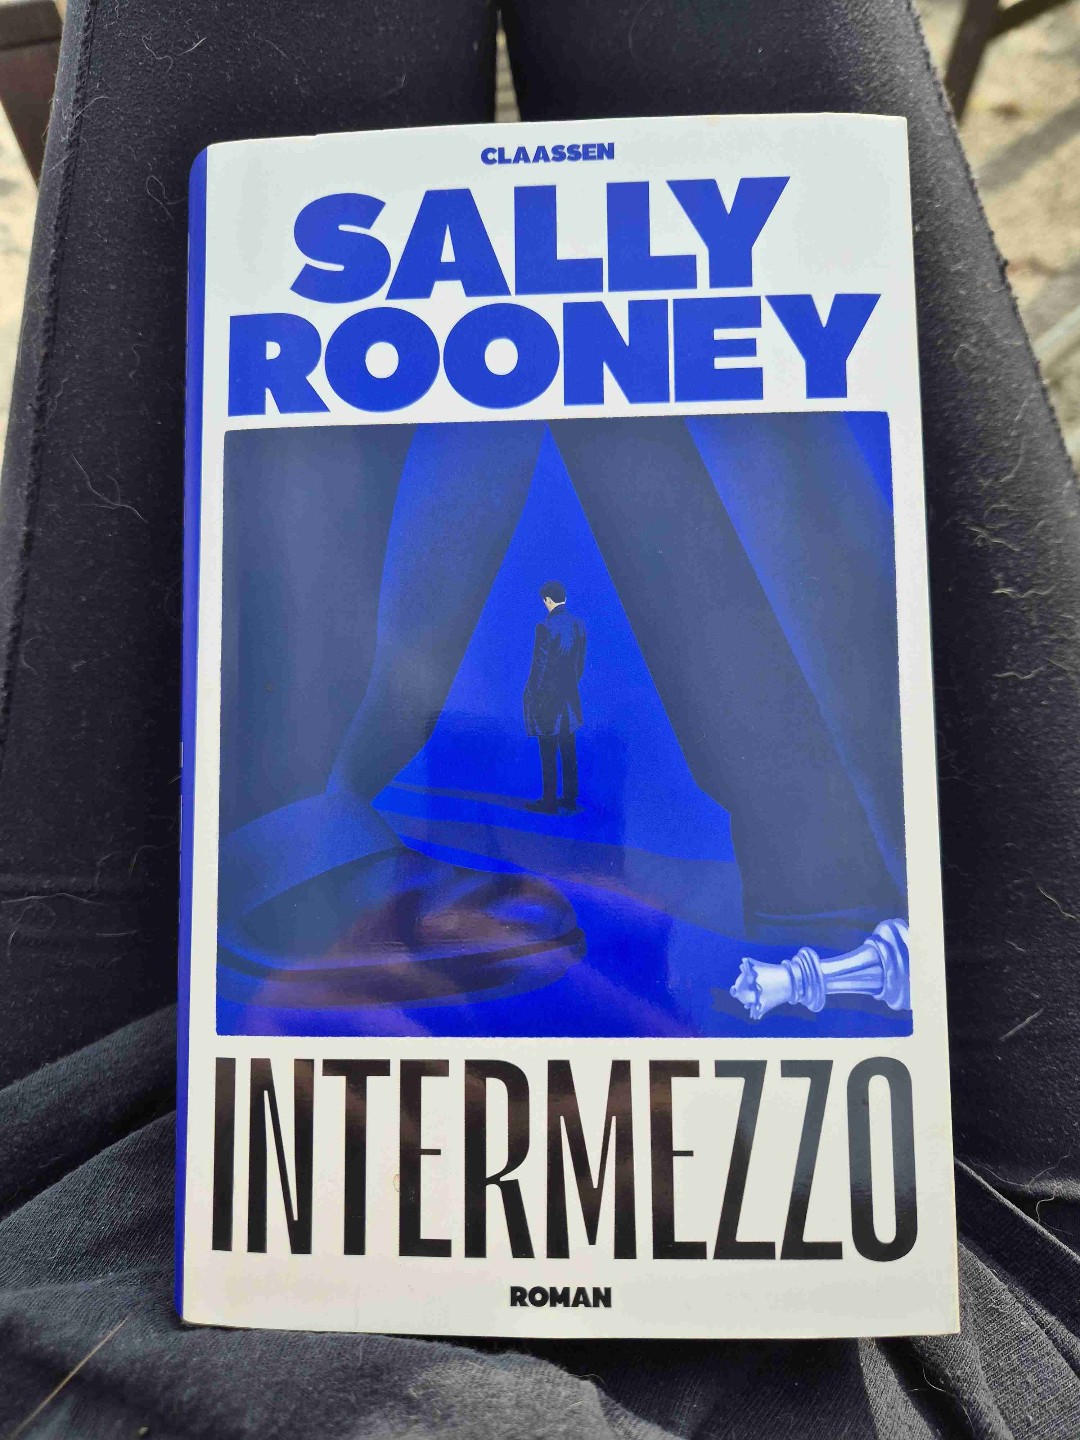 CLAASSEN
SALLY
ROONEY
INTERMEZZO
ROMAN